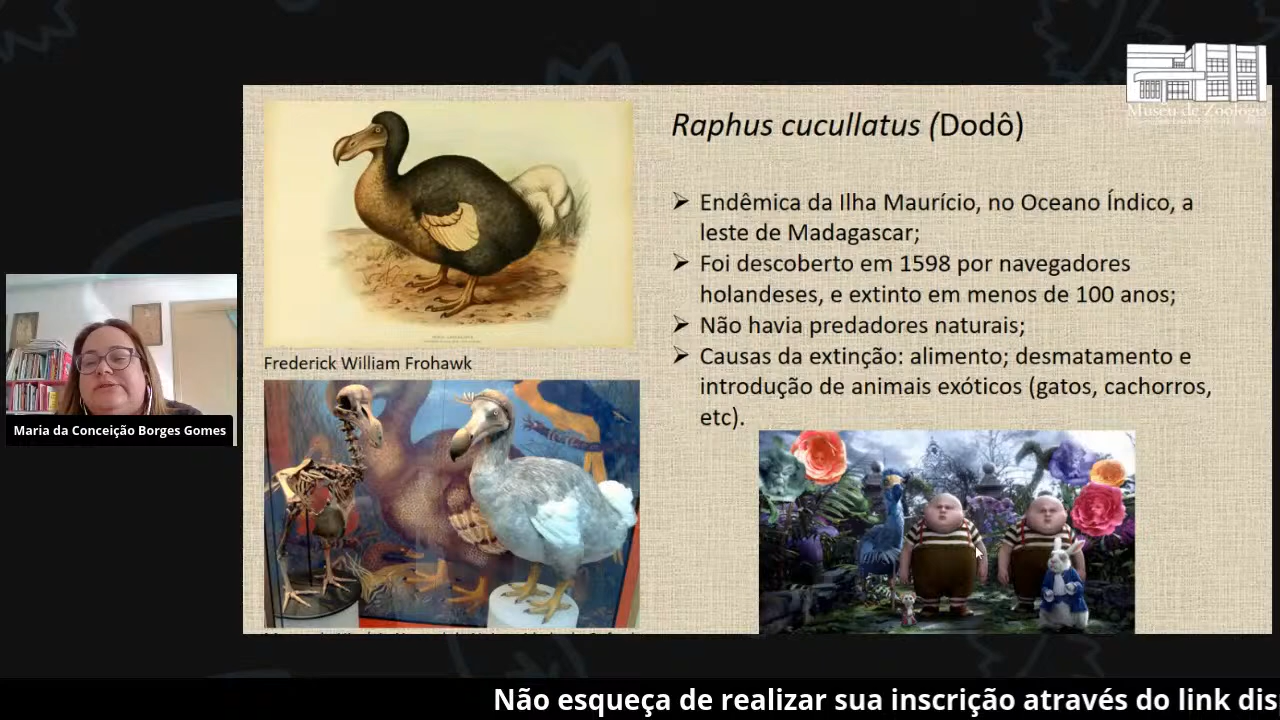 Museu de Zoologia
Raphus cucullatus (Dodô)
➢ Endêmica da Ilha Maurício, no Oceano Índico, a
leste de Madagascar;
➢ Foi descoberto em 1598 por navegadores
holandeses, e extinto em menos de 100 anos;
➢ Não havia predadores naturais;
➢ Causas da extinção: alimento; desmatamento e
introdução de animais exóticos (gatos, cachorros,
etc).
Frederick William Frohawk
Maria da Conceição Borges Gomes
Não esqueça de realizar sua inscrição através do link dis